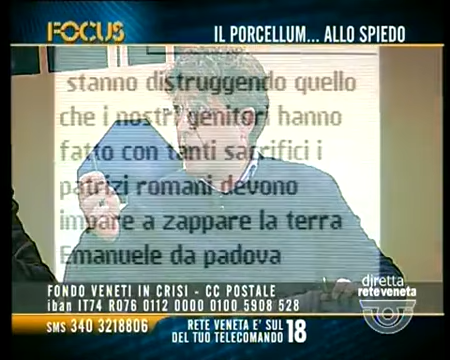 FOCUS
IL PORCELLUM... ALLO SPIEDO
stanno distruggendo quello
che i nostri genitori hanno
fatto con tanti sacrifici i
patrizi romani devono
impare a zappare la terra
Emanuele da padova
FONDO VENETI IN CRISI - CC POSTALE
iban IT74 R076 0112 0000 0100 5908 528
diretta
reteveneta
SMS 340 3218806
RETE VENETA E' SUL
DEL TUO TELECOMANDO 18